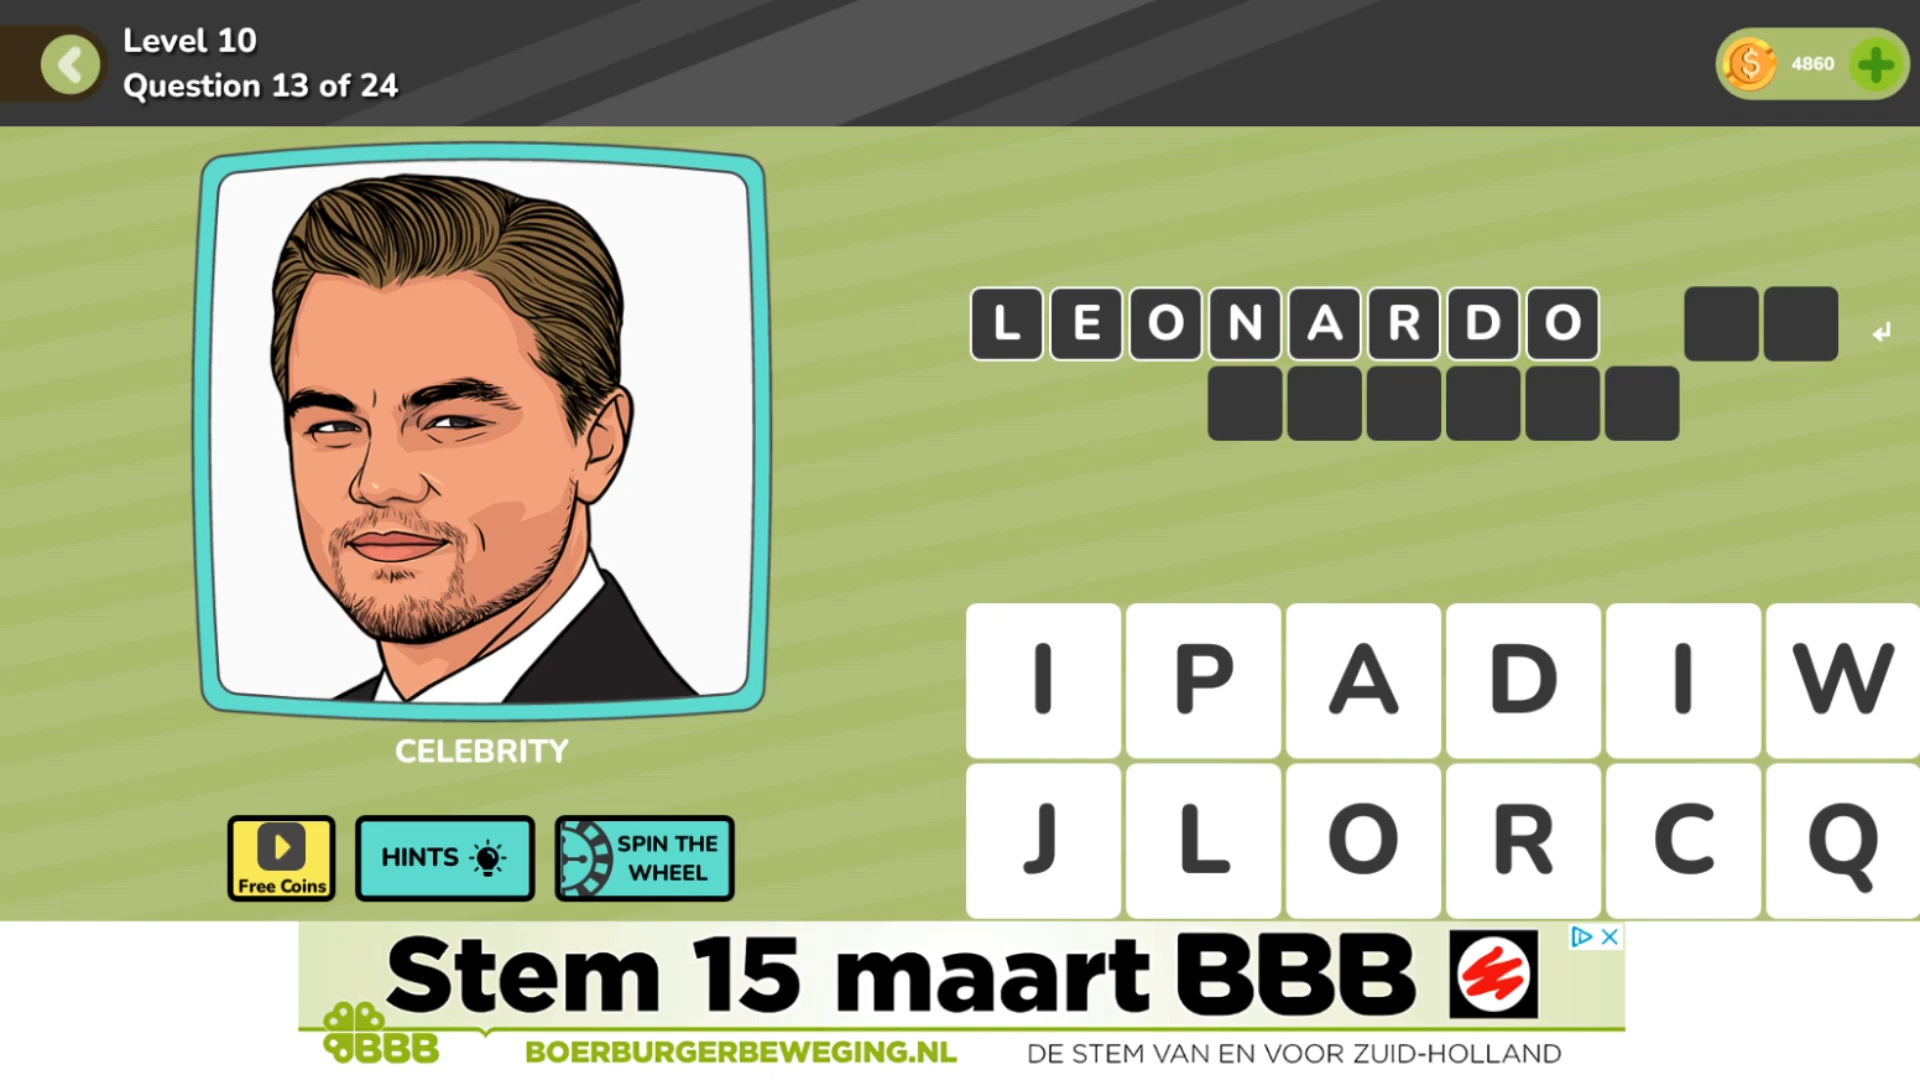 Level 10
Question 13 of 24
4860
LEONARDO
CELEBRITY
Free Coins
HINTS
SPIN THE
WHEEL
I P A D I W
J L O R C Q
Stem 15 maart BBB
BBB
BOERBURGERBEWEGING.NL
DE STEM VAN EN VOOR ZUID-HOLLAND